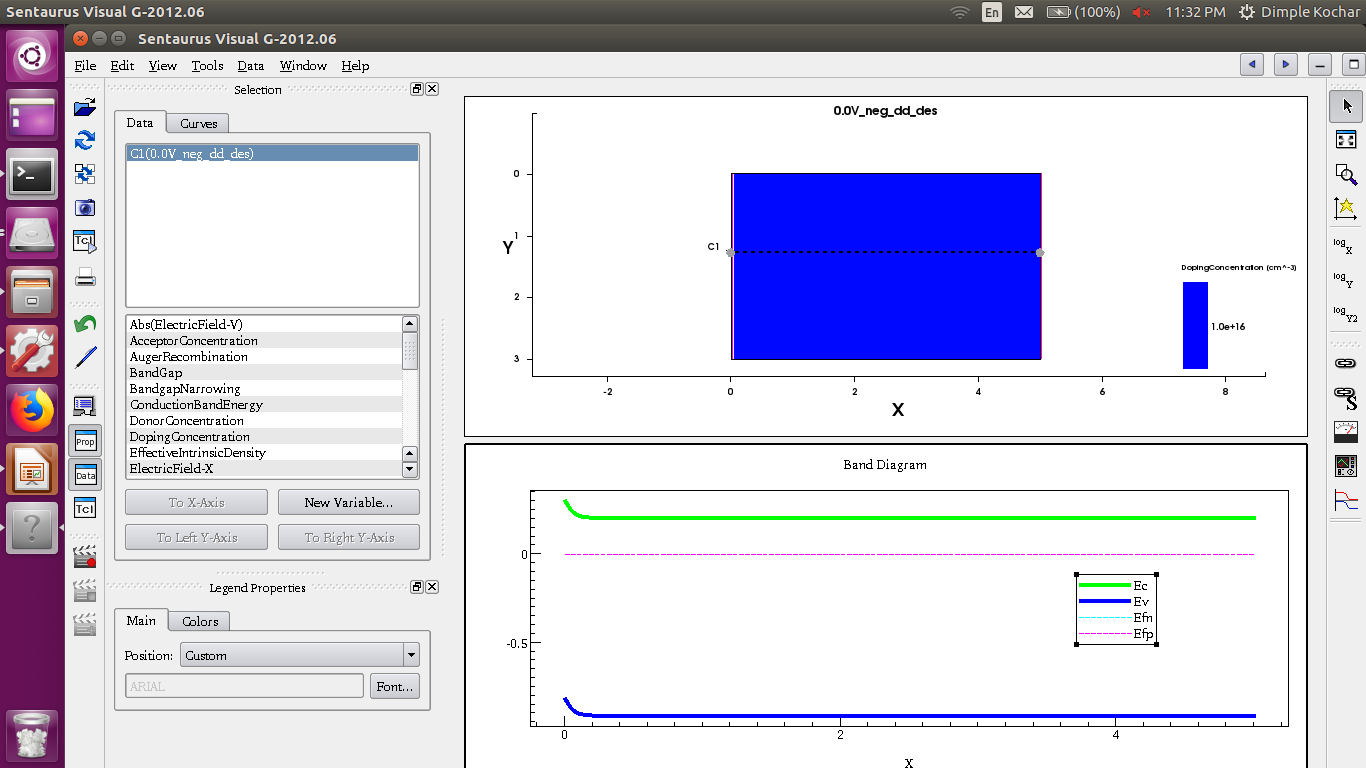 Sentaurus Visual G-2012.06
En
(100%)
11:32 PM
Dimple Kochar
Sentaurus Visual G-2012.06
File Edit View Tools Data Window Help
Selection
Data Curves
C1(0.0V_neg_dd_des)
Abs(ElectricField-V)
AcceptorConcentration
AugerRecombination
BandGap
BandgapNarrowing
ConductionBandEnergy
DonorConcentration
DopingConcentration
EffectiveIntrinsicDensity
ElectricField-X
To X-Axis New Variable...
To Left Y-Axis To Right Y-Axis
Legend Properties
Main Colors
Position: Custom
ARIAL Font...
Tcl
Prop
Data
Tcl
0.0V_neg_dd_des
0
1
2
3
Y
C1
-2 0 2 4 6 8
X
DopingConcentration (cm^-3)
1.0e+16
Band Diagram
0
-0.5
Ec
Ev
Efn
Efp
0 2 4
X
log X
log Y
log Y2
S